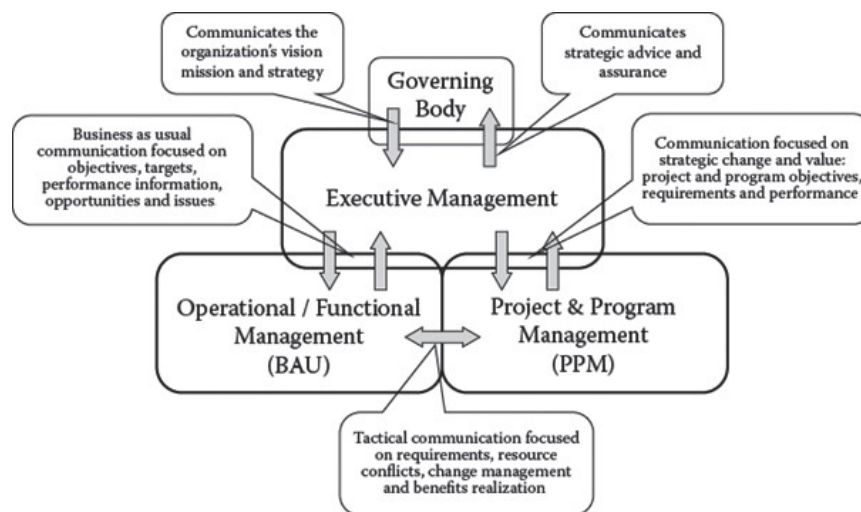 Communicates the
organization's vision
mission and strategy
Communicates
strategic advice and
assurance
Governing
Body
Business as usual
communication focused on
objectives, targets,
performance information,
opportunities and issues
Communication focused on
strategic change and value:
project and program objectives,
requirements and performance
Executive Management
Operational / Functional
Management
(BAU)
Project & Program
Management
(PPM)
Tactical communication focused
on requirements, resource
conflicts, change management
and benefits realization